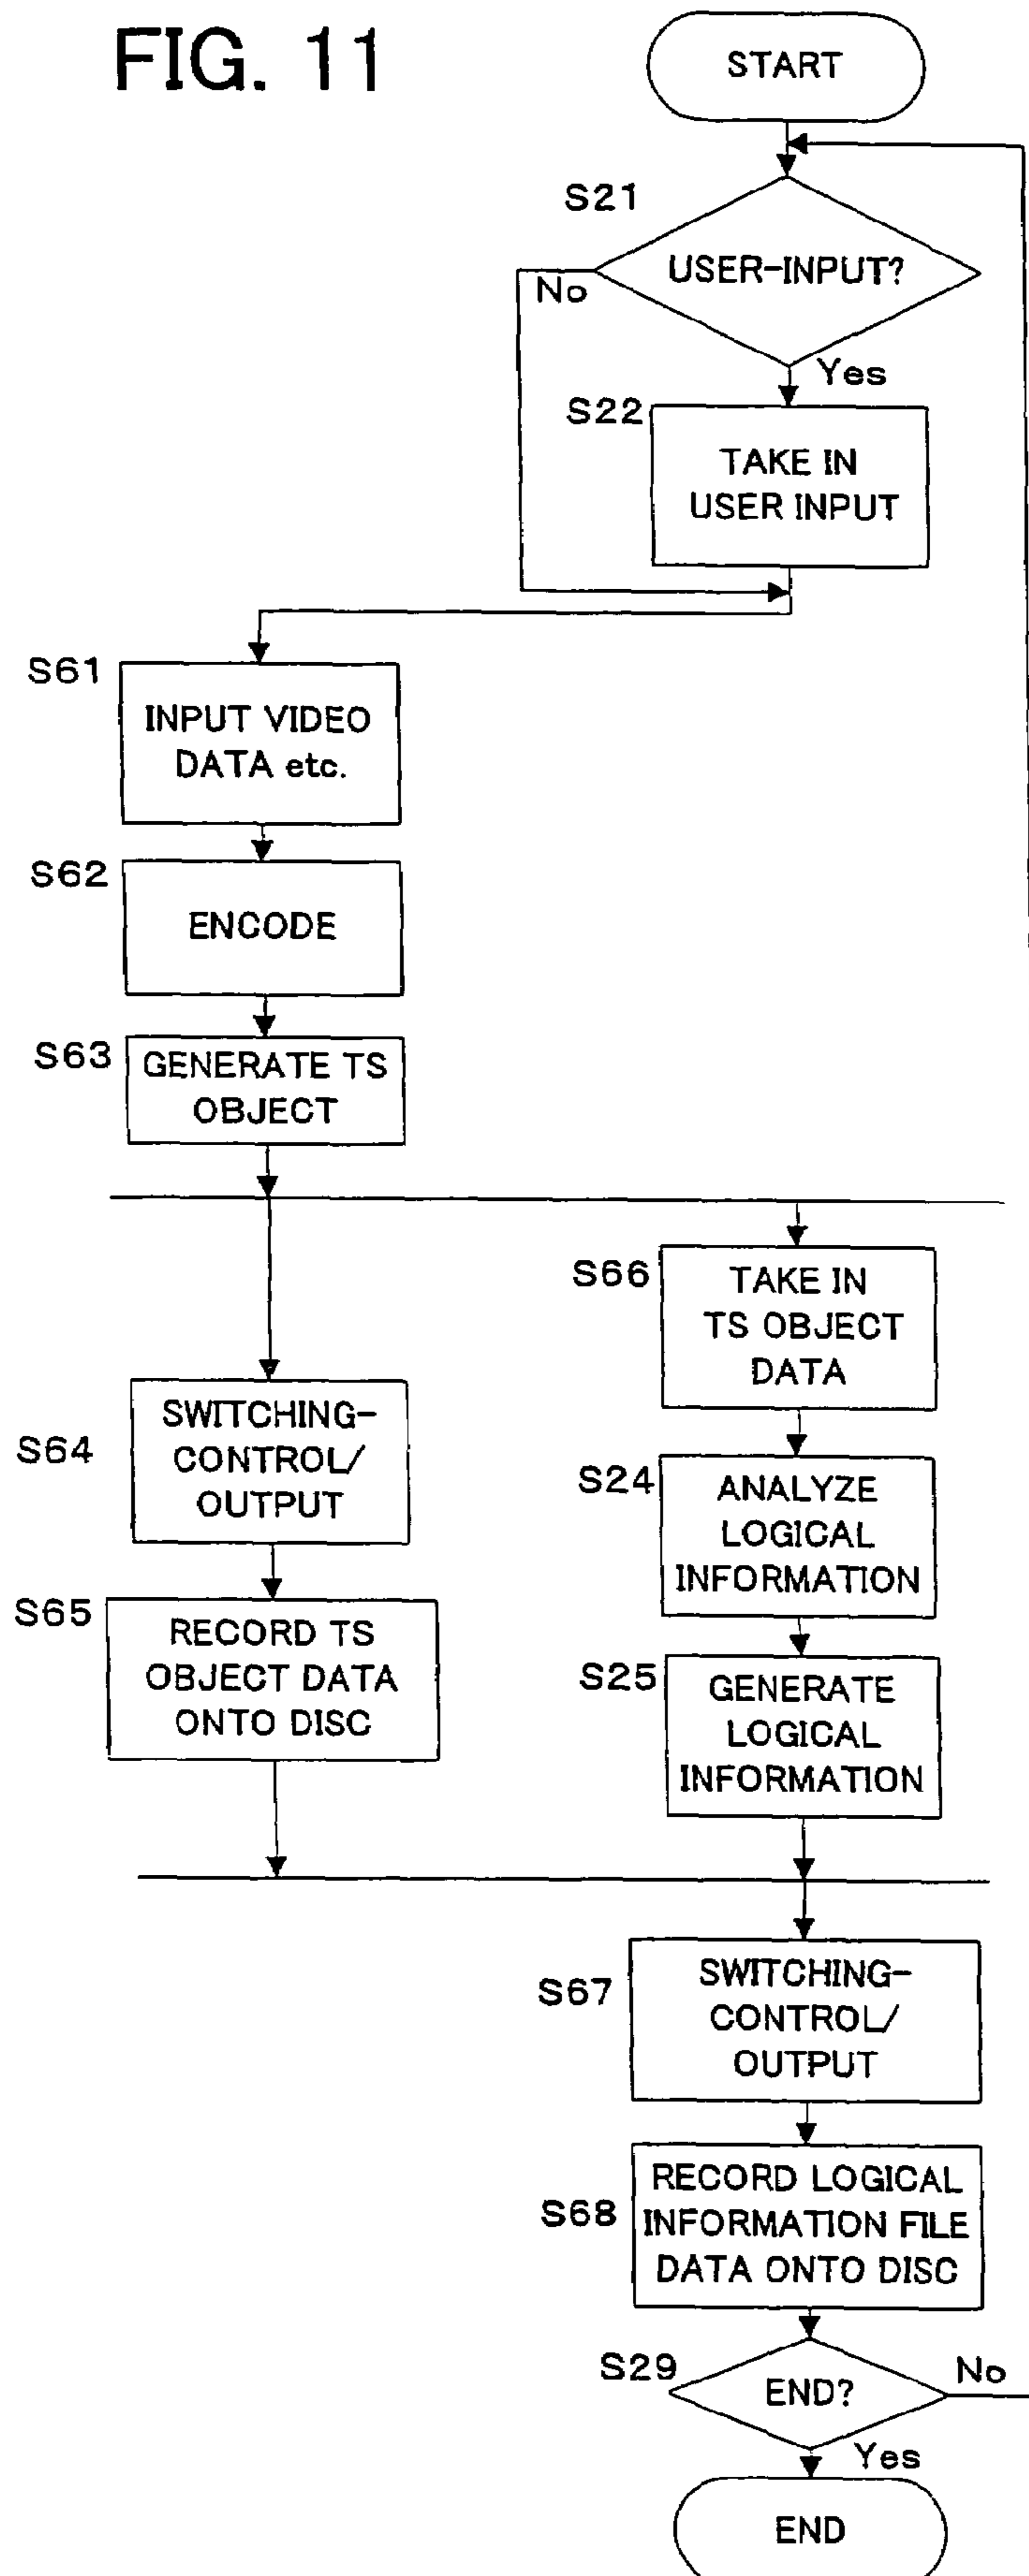 FIG. 11
START
S21
USER-INPUT?
No
Yes
S22
TAKE IN
USER INPUT
S61
INPUT VIDEO
DATA etc.
S62
ENCODE
S63
GENERATE TS
OBJECT
S66
TAKE IN
TS OBJECT
DATA
S64
SWITCHING-
CONTROL/
OUTPUT
S24
ANALYZE
LOGICAL
INFORMATION
S65
RECORD TS
OBJECT DATA
ONTO DISC
S25
GENERATE
LOGICAL
INFORMATION
S67
SWITCHING-
CONTROL/
OUTPUT
S68
RECORD LOGICAL
INFORMATION FILE
DATA ONTO DISC
S29
END?
No
Yes
END